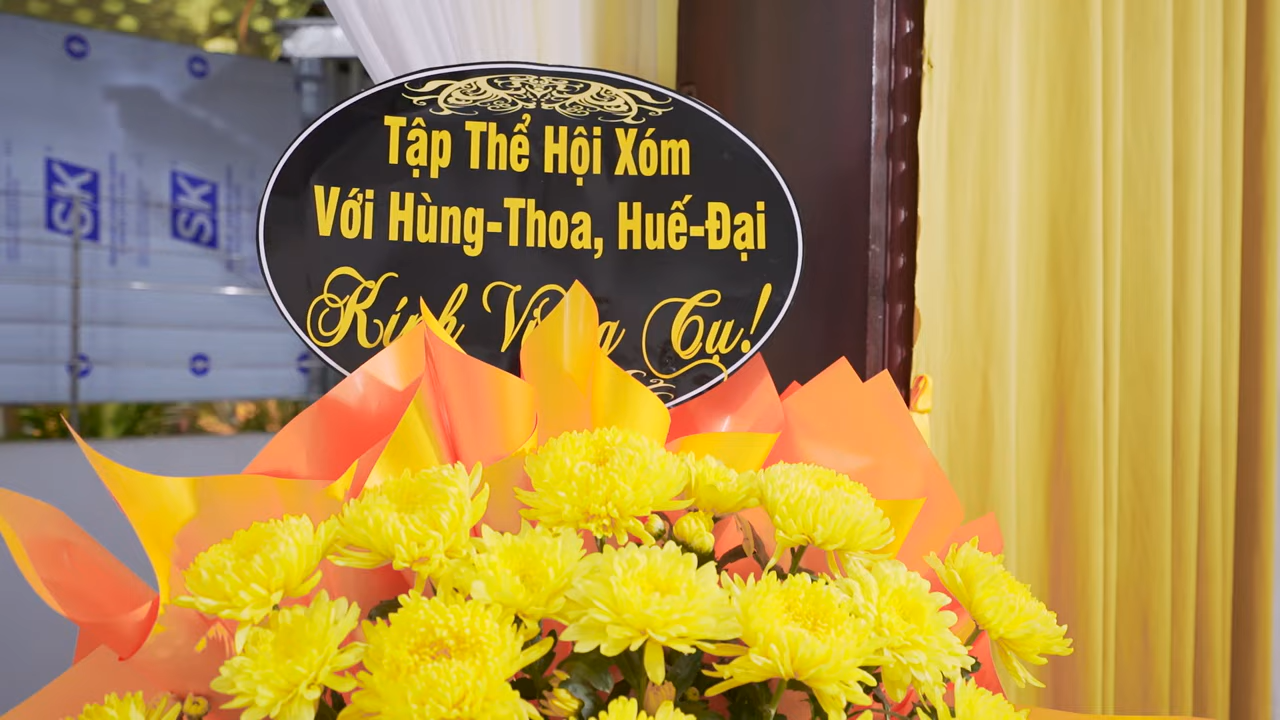 Tập Thể Hội Xóm
Với Hùng-Thoa, Huế-Đại
Kính Cụ!
SK
SK